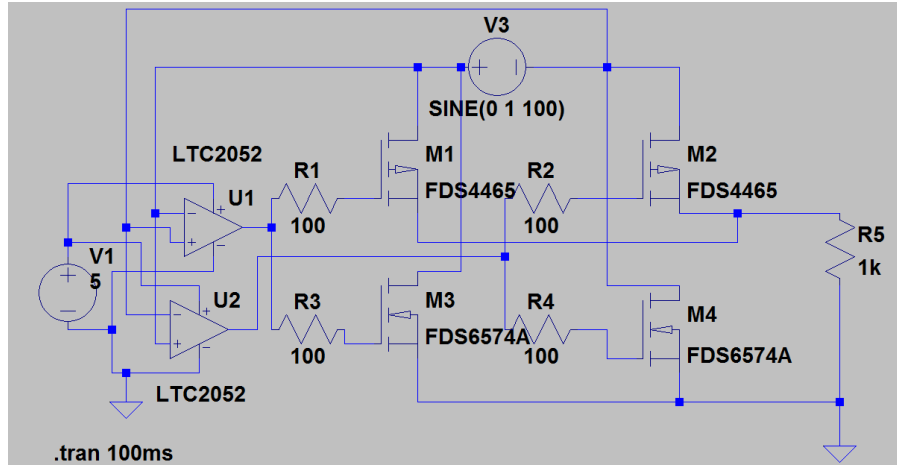 V3
SINE(0 1 100)
LTC2052
U1
R1
100
M1
FDS4465
R2
100
M2
FDS4465
V1
5
U2
LTC2052
R3
100
M3
FDS6574A
R4
100
M4
FDS6574A
R5
1k
.tran 100ms